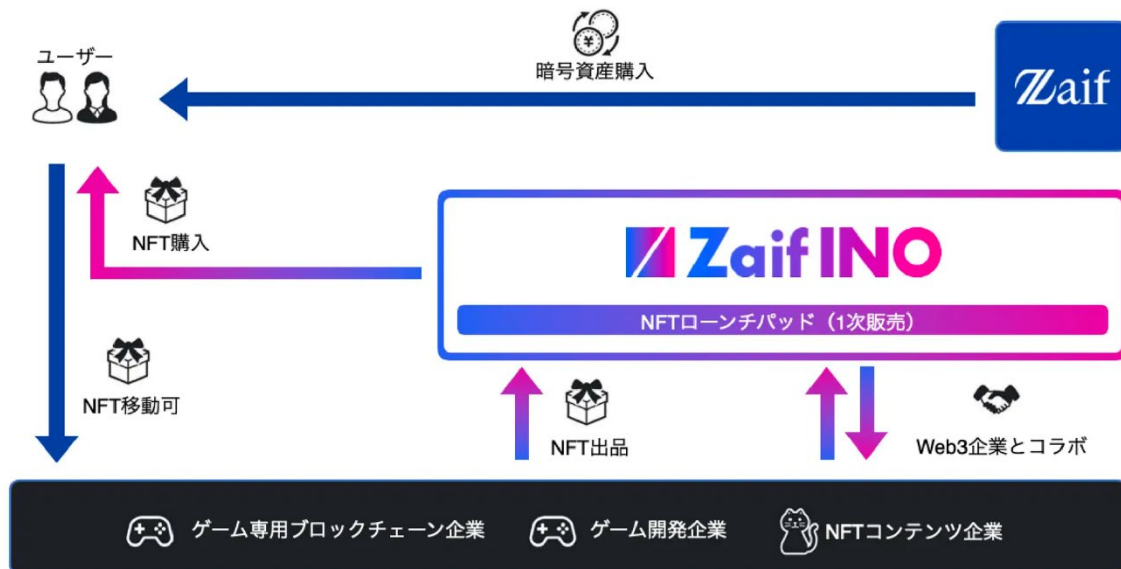 ユーザー
暗号資産購入
Zaif
NFT購入
Zaif INO
NFTローンチパッド（1次販売）
NFT移動可
NFT出品
Web3企業とコラボ
ゲーム専用ブロックチェーン企業
ゲーム開発企業
NFTコンテンツ企業